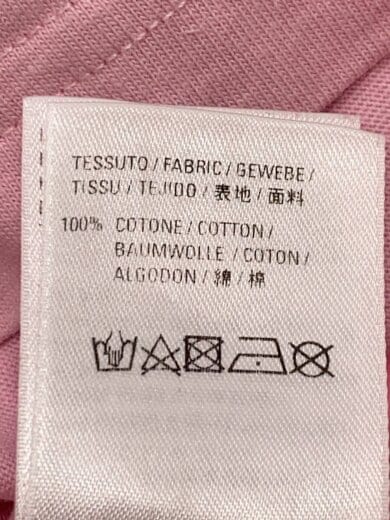 TESSUTO / FABRIC / GEWEBE /
TISSU / TEJIDO / 表地 / 面料
100% COTONE / COTTON /
BAUMWOLLE / COTON /
ALGODON / 綿 / 棉